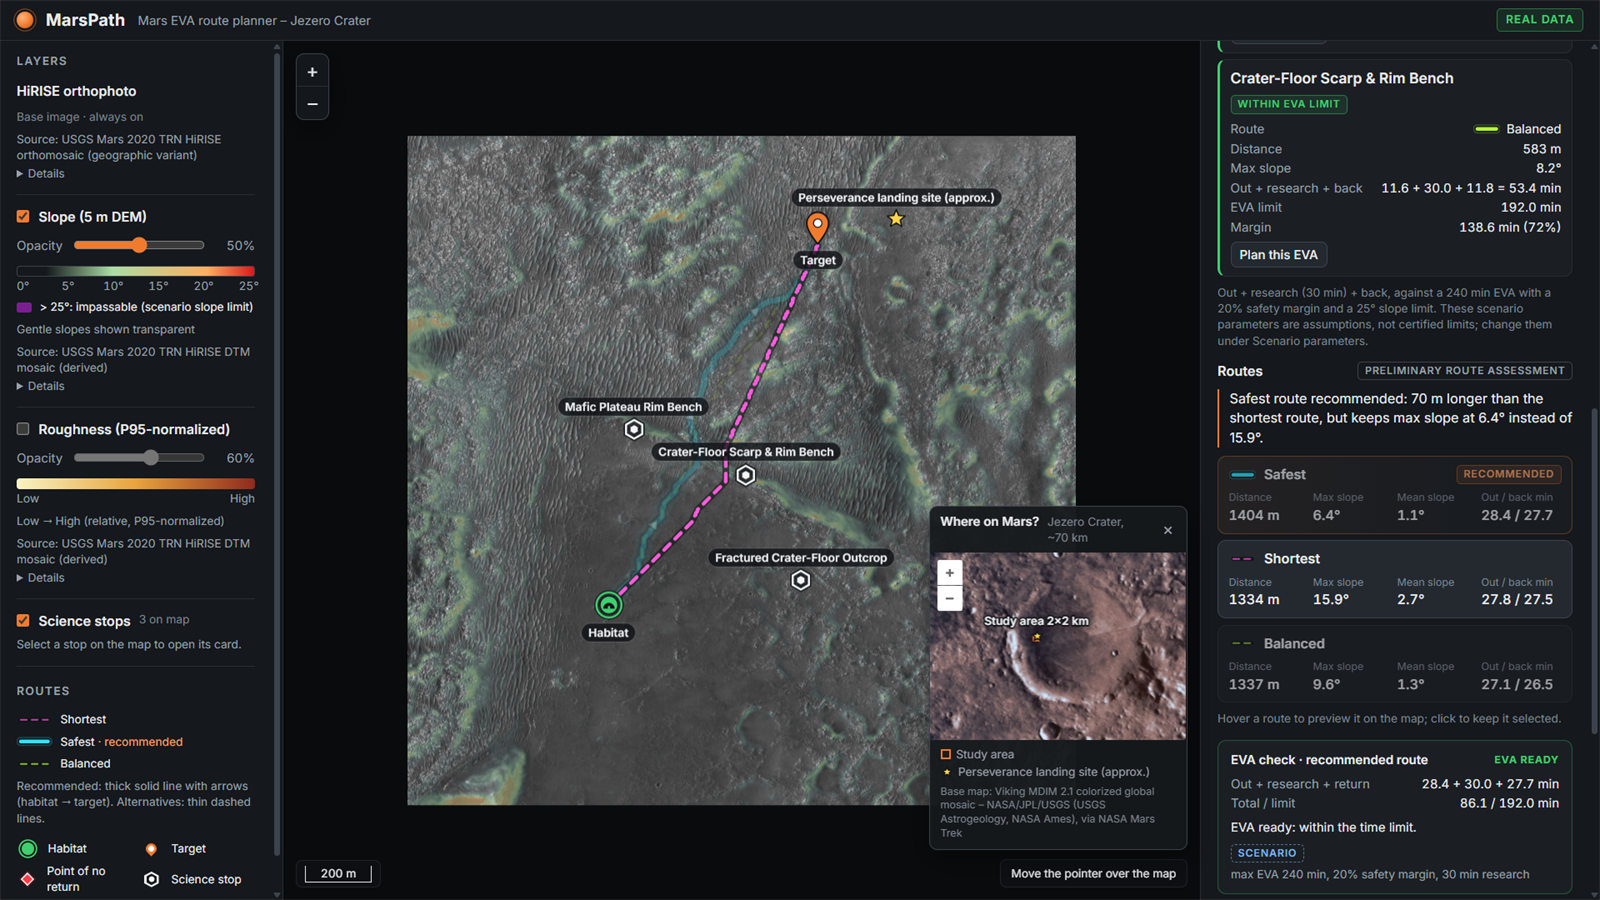 MarsPath
Mars EVA route planner – Jezero Crater
REAL DATA
LAYERS
HiRISE orthophoto
Base image · always on
Source: USGS Mars 2020 TRN HiRISE
orthomosaic (geographic variant)
▶ Details
Slope (5 m DEM)
Opacity 50%
0° 5° 10° 15° 20° 25°
> 25°: impassable (scenario slope limit)
Gentle slopes shown transparent
Source: USGS Mars 2020 TRN HiRISE DTM
mosaic (derived)
▶ Details
Roughness (P95-normalized)
Opacity 60%
Low High
Low → High (relative, P95-normalized)
Source: USGS Mars 2020 TRN HiRISE DTM
mosaic (derived)
▶ Details
Science stops 3 on map
Select a stop on the map to open its card.
ROUTES
Shortest
Safest · recommended
Balanced
Recommended: thick solid line with arrows
(habitat → target). Alternatives: thin dashed
lines.
Habitat Target
Point of no
return
Science stop
+
−
Perseverance landing site (approx.)
Target
Mafic Plateau Rim Bench
Crater-Floor Scarp & Rim Bench
Fractured Crater-Floor Outcrop
Habitat
200 m
Where on Mars? Jezero Crater,
~70 km
×
+
−
Study area 2×2 km
Study area
Perseverance landing site (approx.)
Base map: Viking MDIM 2.1 colorized global
mosaic – NASA/JPL/USGS (USGS
Astrogeology, NASA Ames), via NASA Mars
Trek
Move the pointer over the map
Crater-Floor Scarp & Rim Bench
WITHIN EVA LIMIT
Route Balanced
Distance 583 m
Max slope 8.2°
Out + research + back 11.6 + 30.0 + 11.8 = 53.4 min
EVA limit 192.0 min
Margin 138.6 min (72%)
Plan this EVA
Out + research (30 min) + back, against a 240 min EVA with a
20% safety margin and a 25° slope limit. These scenario
parameters are assumptions, not certified limits; change them
under Scenario parameters.
Routes PRELIMINARY ROUTE ASSESSMENT
Safest route recommended: 70 m longer than the
shortest route, but keeps max slope at 6.4° instead of
15.9°.
Safest RECOMMENDED
Distance Max slope Mean slope Out / back min
1404 m 6.4° 1.1° 28.4 / 27.7
Shortest
Distance Max slope Mean slope Out / back min
1334 m 15.9° 2.7° 27.8 / 27.5
Balanced
Distance Max slope Mean slope Out / back min
1337 m 9.6° 1.3° 27.1 / 26.5
Hover a route to preview it on the map; click to keep it selected.
EVA check · recommended route EVA READY
Out + research + return 28.4 + 30.0 + 27.7 min
Total / limit 86.1 / 192.0 min
EVA ready: within the time limit.
SCENARIO
max EVA 240 min, 20% safety margin, 30 min research